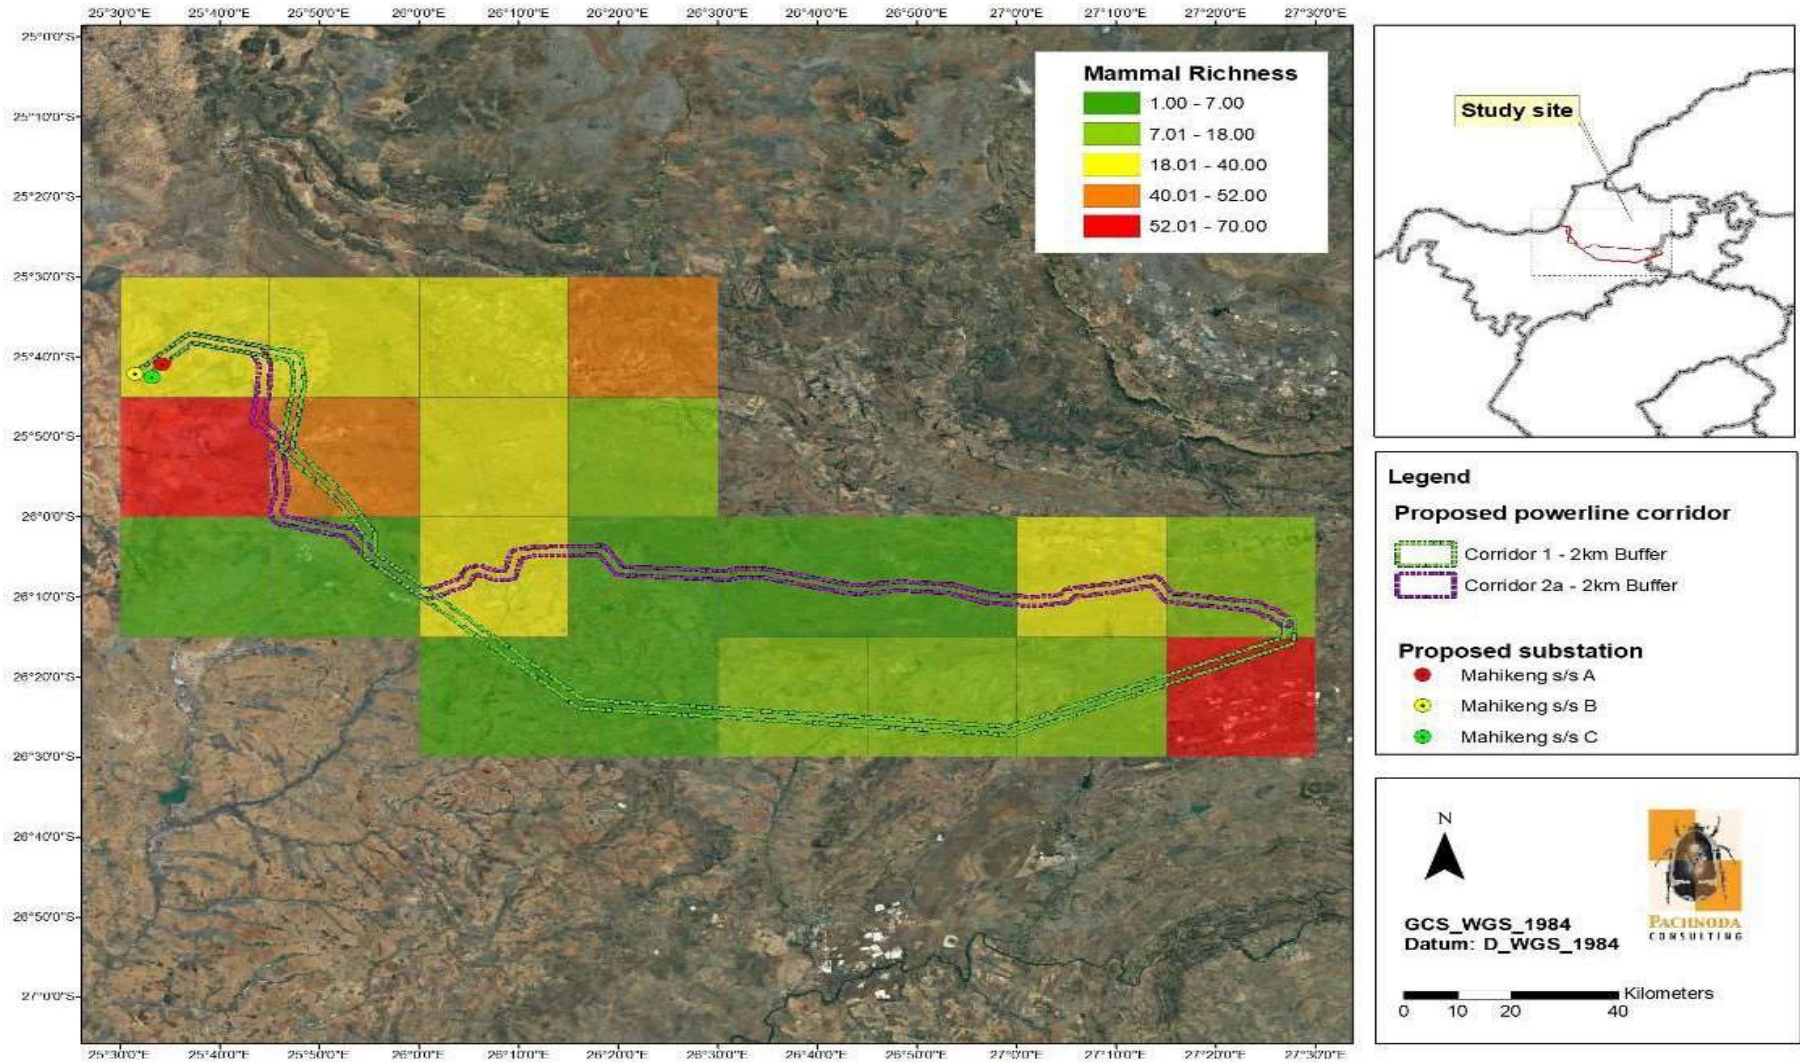 25°30'0"E 25°40'0"E 25°50'0"E 26°0'0"E 26°10'0"E 26°20'0"E 26°30'0"E 26°40'0"E 26°50'0"E 27°0'0"E 27°10'0"E 27°20'0"E 27°30'0"E
25°0'0"S
25°10'0"S
25°20'0"S
25°30'0"S
25°40'0"S
25°50'0"S
26°0'0"S
26°10'0"S
26°20'0"S
26°30'0"S
26°40'0"S
26°50'0"S
27°0'0"S
Mammal Richness
1.00 - 7.00
7.01 - 18.00
18.01 - 40.00
40.01 - 52.00
52.01 - 70.00
25°30'0"E 25°40'0"E 25°50'0"E 26°0'0"E 26°10'0"E 26°20'0"E 26°30'0"E 26°40'0"E 26°50'0"E 27°0'0"E 27°10'0"E 27°20'0"E 27°30'0"E
Study site
Legend
Proposed powerline corridor
Corridor 1 - 2km Buffer
Corridor 2a - 2km Buffer
Proposed substation
Mahikeng s/s A
Mahikeng s/s B
Mahikeng s/s C
N
PACHNODA
CONSULTING
GCS_WGS_1984
Datum: D_WGS_1984
Kilometers
0 10 20 40